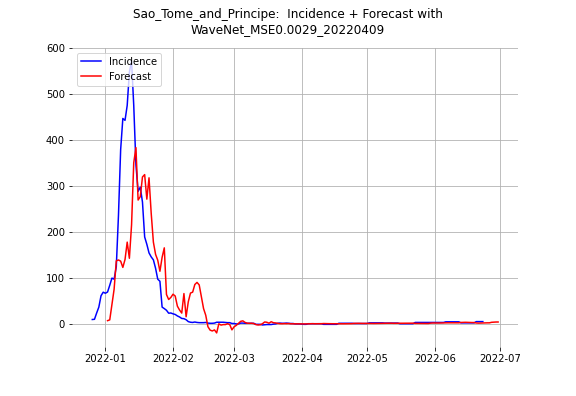 Sao_Tome_and_Principe:  Incidence + Forecast with
WaveNet_MSE0.0029_20220409
600
Incidence
Forecast
500
400
300
200
100
0
2022-01 2022-02 2022-03 2022-04 2022-05 2022-06 2022-07